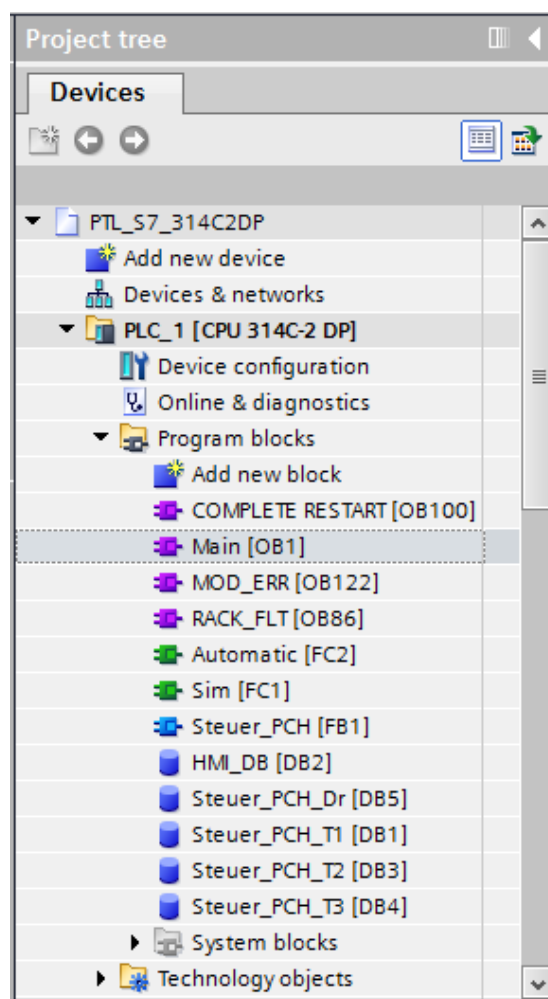 Project tree
Devices
PTL_S7_314C2DP
Add new device
Devices & networks
PLC_1 [CPU 314C-2 DP]
Device configuration
Online & diagnostics
Program blocks
Add new block
COMPLETE RESTART [OB100]
Main [OB1]
MOD_ERR [OB122]
RACK_FLT [OB86]
Automatic [FC2]
Sim [FC1]
Steuer_PCH [FB1]
HMI_DB [DB2]
Steuer_PCH_Dr [DB5]
Steuer_PCH_T1 [DB1]
Steuer_PCH_T2 [DB3]
Steuer_PCH_T3 [DB4]
System blocks
Technology objects